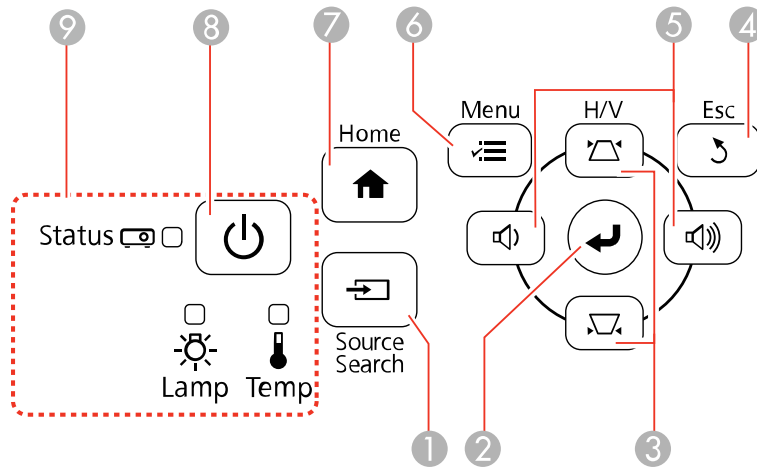 9
8
7
6
5
4
Menu
H/V
Esc
Home
Status
Source
Search
Lamp
Temp
1
2
3